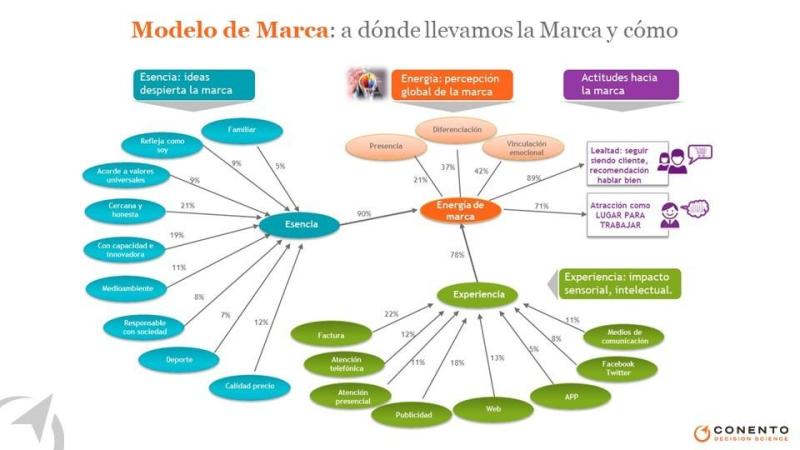 Modelo de Marca: a dónde llevamos la Marca y cómo
Esencia: ideas
despierta la marca
Energía: percepción
global de la marca
Actitudes hacia
la marca
Familiar
Refleja como
soy
Acorde a valores
universales
Cercana y
honesta
Con capacidad e
innovadora
Medioambiente
Responsable
con sociedad
Deporte
Calidad precio
5%
9%
9%
21%
19%
11%
8%
7%
12%
Esencia
90%
Presencia
Diferenciación
Vinculación
emocional
21%
37%
42%
Energía de
marca
89%
71%
Lealtad: seguir
siendo cliente,
recomendación
hablar bien
Atracción como
LUGAR PARA
TRABAJAR
78%
Experiencia: impacto
sensorial, intelectual.
Experiencia
22%
12%
11%
18%
13%
5%
8%
11%
Factura
Atención
telefónica
Atención
presencial
Publicidad
Web
APP
Facebook
Twitter
Medios de
comunicación
CONENTO
DECISION SCIENCE